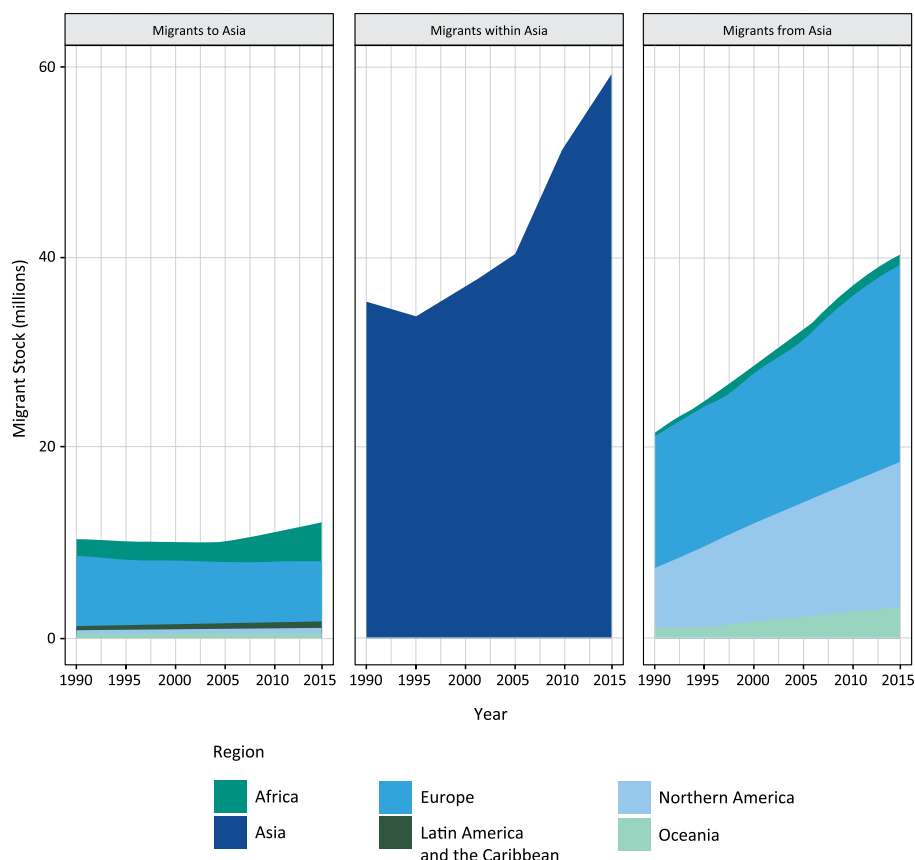 Migrants to Asia
Migrants within Asia
Migrants from Asia
60
40
20
0
Migrant Stock (millions)
1990 1995 2000 2005 2010 2015
1990 1995 2000 2005 2010 2015
1990 1995 2000 2005 2010 2015
Year
Region
Africa
Europe
Northern America
Asia
Latin America
and the Caribbean
Oceania